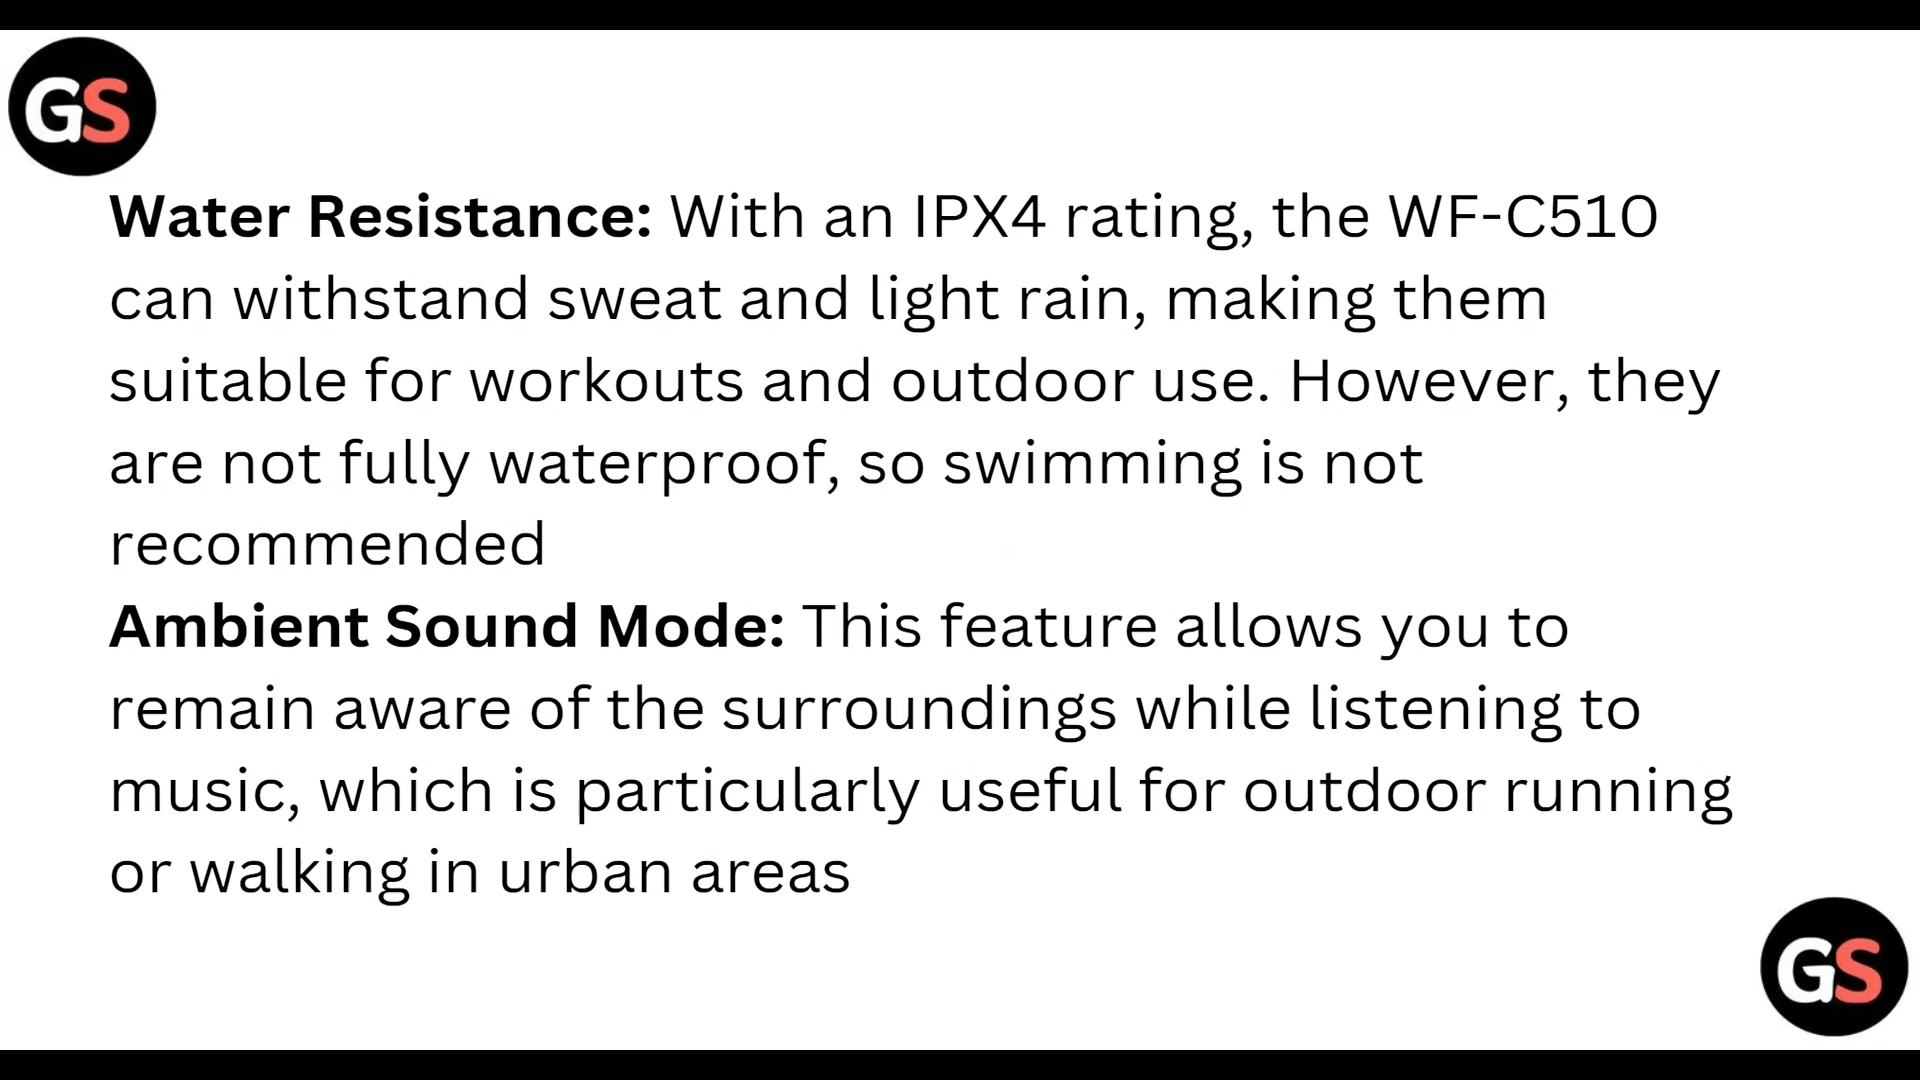 GS
Water Resistance: With an IPX4 rating, the WF-C510
can withstand sweat and light rain, making them
suitable for workouts and outdoor use. However, they
are not fully waterproof, so swimming is not
recommended
Ambient Sound Mode: This feature allows you to
remain aware of the surroundings while listening to
music, which is particularly useful for outdoor running
or walking in urban areas
GS